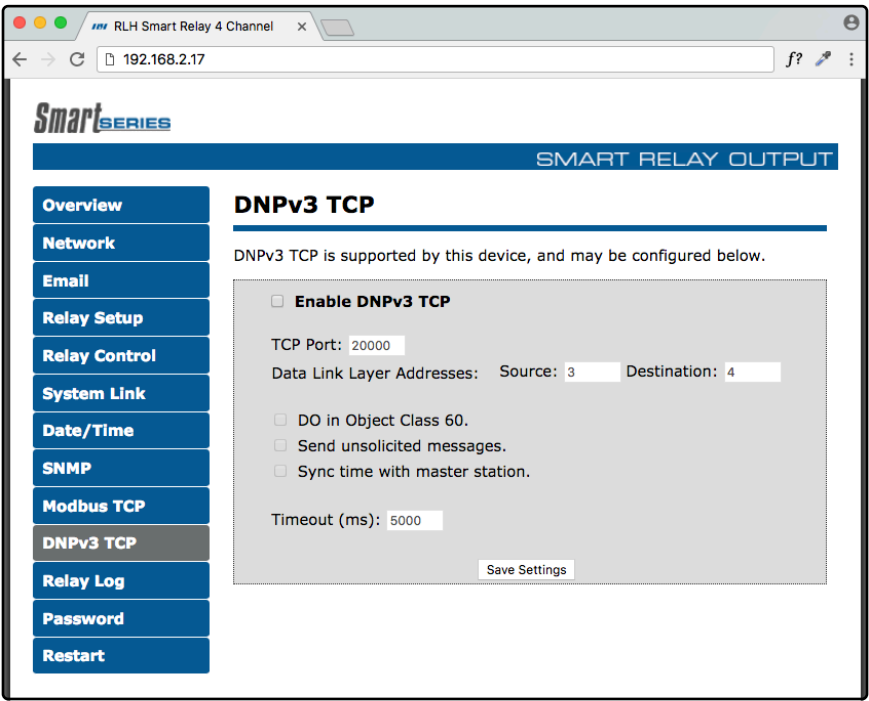 RLH Smart Relay 4 Channel
192.168.2.17
f?
Smart SERIES
SMART RELAY OUTPUT
Overview
Network
Email
Relay Setup
Relay Control
System Link
Date/Time
SNMP
Modbus TCP
DNPv3 TCP
Relay Log
Password
Restart
DNPv3 TCP
DNPv3 TCP is supported by this device, and may be configured below.
Enable DNPv3 TCP
TCP Port: 20000
Data Link Layer Addresses: Source: 3 Destination: 4
DO in Object Class 60.
Send unsolicited messages.
Sync time with master station.
Timeout (ms): 5000
Save Settings